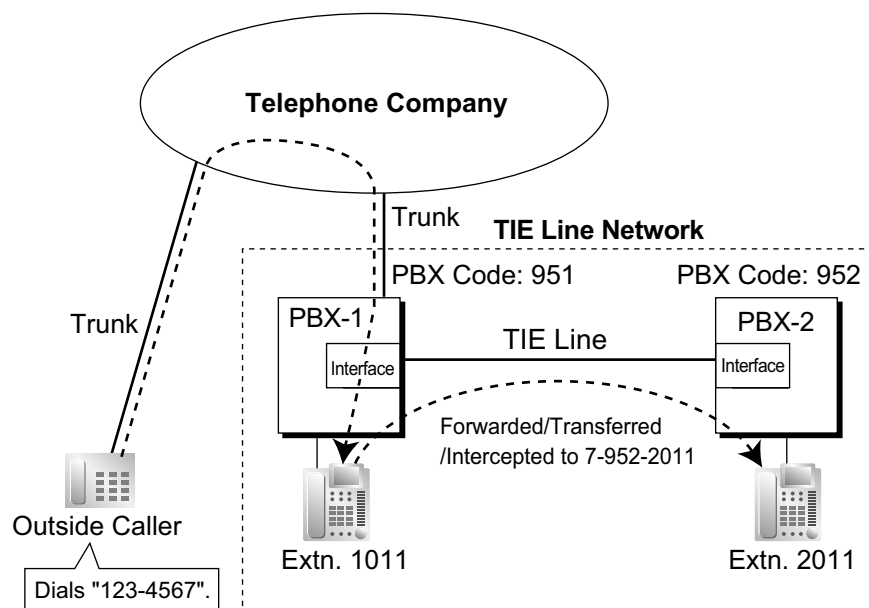 Telephone Company
Trunk
TIE Line Network
PBX Code: 951
PBX Code: 952
Trunk
PBX-1
PBX-2
TIE Line
Interface
Interface
Forwarded/Transferred
/Intercepted to 7-952-2011
Outside Caller
Extn. 1011
Extn. 2011
Dials "123-4567".